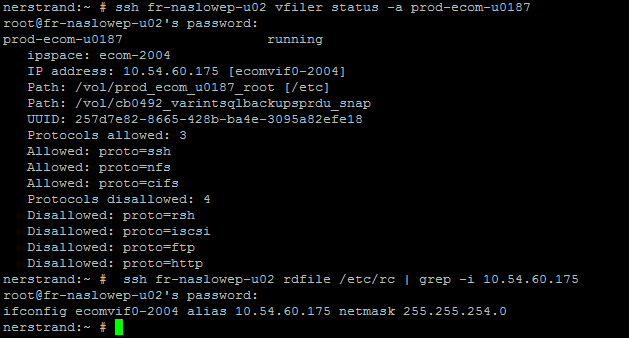 nerstrand:~ # ssh fr-naslowep-u02 vfiler status -a prod-ecom-u0187
root@fr-naslowep-u02's password:
prod-ecom-u0187                  running
   ipspace: ecom-2004
   IP address: 10.54.60.175 [ecomvif0-2004]
   Path: /vol/prod_ecom_u0187_root [/etc]
   Path: /vol/cb0492_varintsqlbackupsprdu_snap
   UUID: 257d7e82-8665-428b-ba4e-3095a82efe18
   Protocols allowed: 3
   Allowed: proto=ssh
   Allowed: proto=nfs
   Allowed: proto=cifs
   Protocols disallowed: 4
   Disallowed: proto=rsh
   Disallowed: proto=iscsi
   Disallowed: proto=ftp
   Disallowed: proto=http
nerstrand:~ #  ssh fr-naslowep-u02 rdfile /etc/rc | grep -i 10.54.60.175
root@fr-naslowep-u02's password:
ifconfig ecomvif0-2004 alias 10.54.60.175 netmask 255.255.254.0
nerstrand:~ #